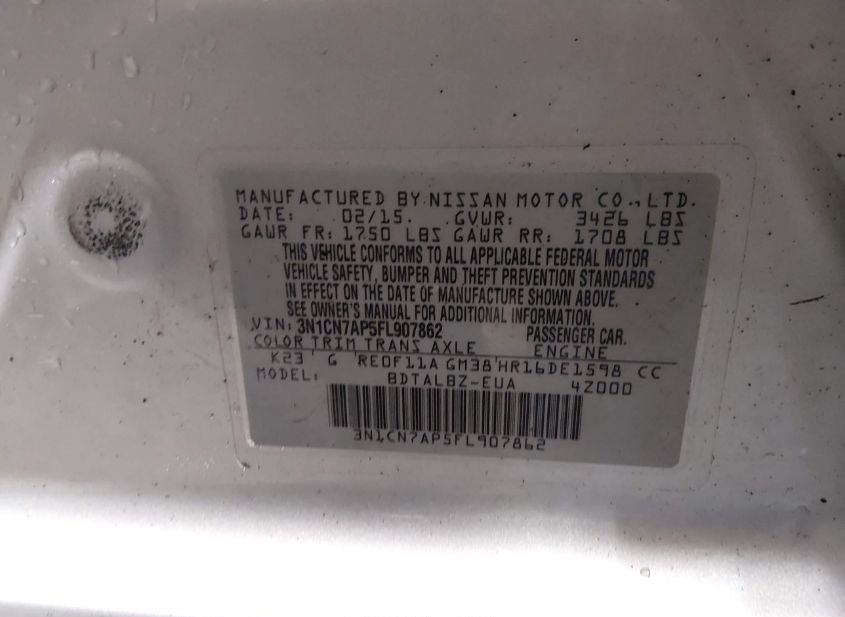 MANUFACTURED BY NISSAN MOTOR CO., LTD.
DATE: 02/15. GVWR: 3426 LBS
GAWR FR: 1750 LBS GAWR RR: 1708 LBS
THIS VEHICLE CONFORMS TO ALL APPLICABLE FEDERAL MOTOR
VEHICLE SAFETY, BUMPER AND THEFT PREVENTION STANDARDS
IN EFFECT ON THE DATE OF MANUFACTURE SHOWN ABOVE.
SEE OWNER'S MANUAL FOR ADDITIONAL INFORMATION.
VIN: 3N1CN7AP5FL907862 PASSENGER CAR.
COLOR TRIM TRANS AXLE ENGINE
K23 G RE0F11A GM38 HR16DE1598 CC
MODEL: BDTALBZ-EUA 4Z000
3N1CN7AP5FL907862